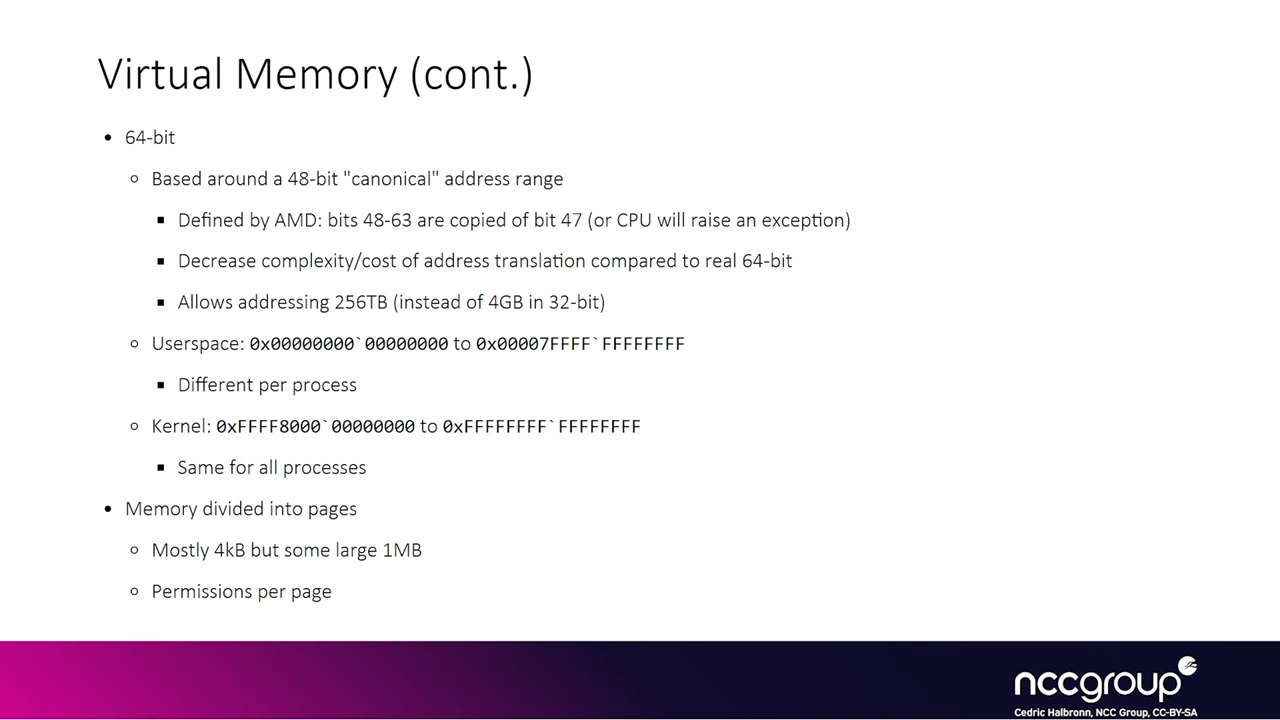 Virtual Memory (cont.)
• 64-bit
○ Based around a 48-bit "canonical" address range
▪ Defined by AMD: bits 48-63 are copied of bit 47 (or CPU will raise an exception)
▪ Decrease complexity/cost of address translation compared to real 64-bit
▪ Allows addressing 256TB (instead of 4GB in 32-bit)
○ Userspace: 0x00000000`00000000 to 0x00007FFFF`FFFFFFFF
▪ Different per process
○ Kernel: 0xFFFF8000`00000000 to 0xFFFFFFFF`FFFFFFFF
▪ Same for all processes
• Memory divided into pages
○ Mostly 4kB but some large 1MB
○ Permissions per page
nccgroup
Cedric Halbronn, NCC Group, CC-BY-SA